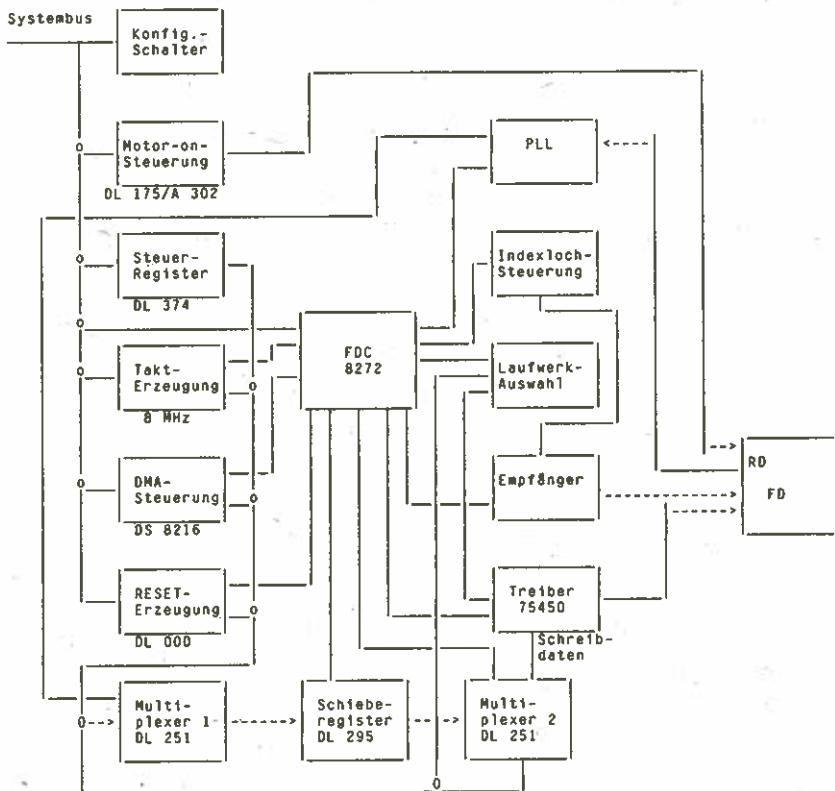 Systembus
Konfig.-
Schalter
Motor-on-
Steuerung
DL 175/A 302
PLL
Steuer-
Register
DL 374
Indexloch-
Steuerung
FDC
8272
Takt-
Erzeugung
8 MHz
Laufwerk-
Auswahl
DMA-
Steuerung
DS 8216
Empfänger
RD
FD
RESET-
Erzeugung
DL 000
Treiber
75450
Schreib-
daten
Multi-
plexer 1
DL 251
Schiebe-
register
DL 295
Multi-
plexer 2
DL 251